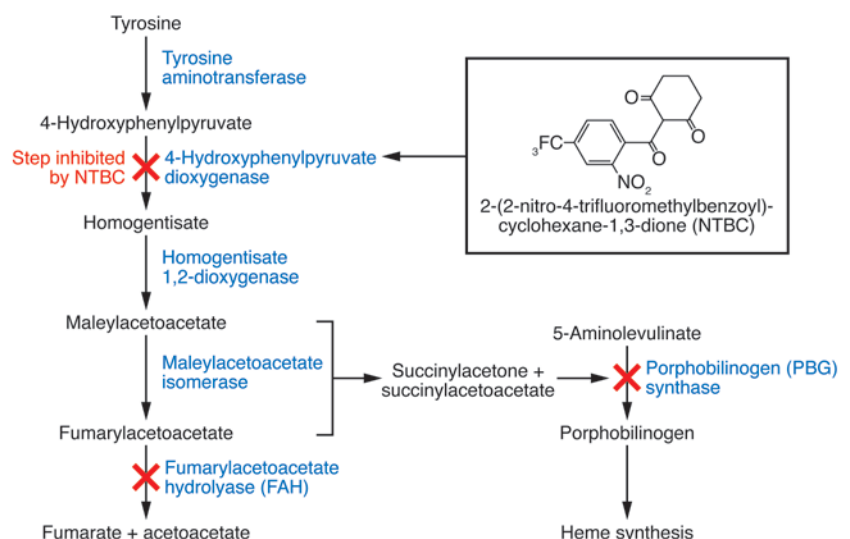 Tyrosine
Tyrosine
aminotransferase
4-Hydroxyphenylpyruvate
Step inhibited
by NTBC
4-Hydroxyphenylpyruvate
dioxygenase
O
O
F₃C
O
NO₂
2-(2-nitro-4-trifluoromethylbenzoyl)-
cyclohexane-1,3-dione (NTBC)
Homogentisate
Homogentisate
1,2-dioxygenase
Maleylacetoacetate
Maleylacetoacetate
isomerase
Fumarylacetoacetate
Succinylacetone +
succinylacetoacetate
5-Aminolevulinate
Porphobilinogen (PBG)
synthase
Porphobilinogen
Fumarylacetoacetate
hydrolyase (FAH)
Fumarate + acetoacetate
Heme synthesis